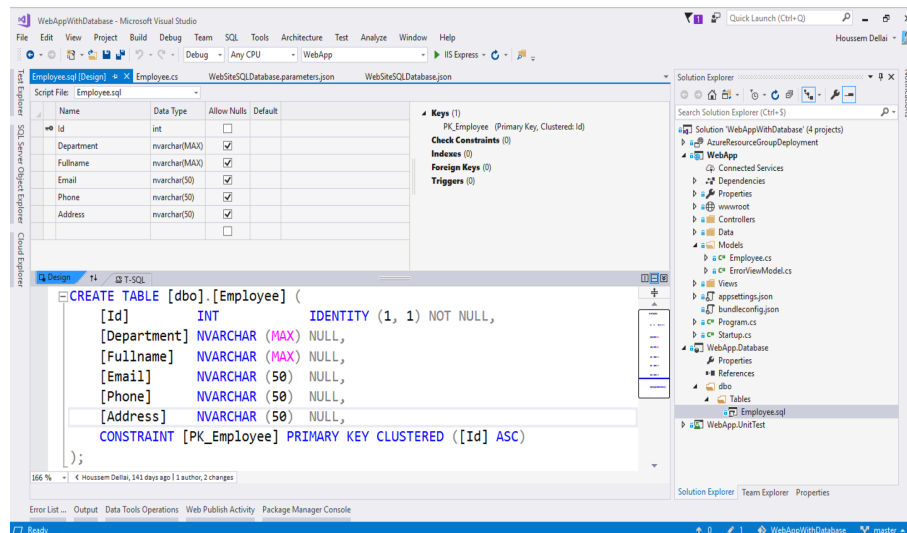 WebAppWithDatabase - Microsoft Visual Studio
Quick Launch (Ctrl+Q)
File Edit View Project Build Debug Team SQL Tools Architecture Test Analyze Window Help
Houssem Dellai
Debug Any CPU WebApp IIS Express
Test Explorer
SQL Server Object Explorer
Cloud Explorer
Employee.sql [Design] Employee.cs WebSiteSQLDatabase.parameters.json WebSiteSQLDatabase.json
Script File: Employee.sql
Name Data Type Allow Nulls Default
Id int
Department nvarchar(MAX)
Fullname nvarchar(MAX)
Email nvarchar(50)
Phone nvarchar(50)
Address nvarchar(50)
Keys (1)
PK_Employee (Primary Key, Clustered: Id)
Check Constraints (0)
Indexes (0)
Foreign Keys (0)
Triggers (0)
Design T-SQL
CREATE TABLE [dbo].[Employee] (
[Id] INT IDENTITY (1, 1) NOT NULL,
[Department] NVARCHAR (MAX) NULL,
[Fullname] NVARCHAR (MAX) NULL,
[Email] NVARCHAR (50) NULL,
[Phone] NVARCHAR (50) NULL,
[Address] NVARCHAR (50) NULL,
CONSTRAINT [PK_Employee] PRIMARY KEY CLUSTERED ([Id] ASC)
);
166 % Houssem Dellai, 141 days ago | 1 author, 2 changes
Solution Explorer
Search Solution Explorer (Ctrl+$)
Solution 'WebAppWithDatabase' (4 projects)
AzureResourceGroupDeployment
WebApp
Connected Services
Dependencies
Properties
wwwroot
Controllers
Data
Models
Employee.cs
ErrorViewModel.cs
Views
appsettings.json
bundleconfig.json
Program.cs
Startup.cs
WebApp.Database
Properties
References
dbo
Tables
Employee.sql
WebApp.UnitTest
Solution Explorer Team Explorer Properties
Error List ... Output Data Tools Operations Web Publish Activity Package Manager Console
Ready 0 1 WebAppWithDatabase master